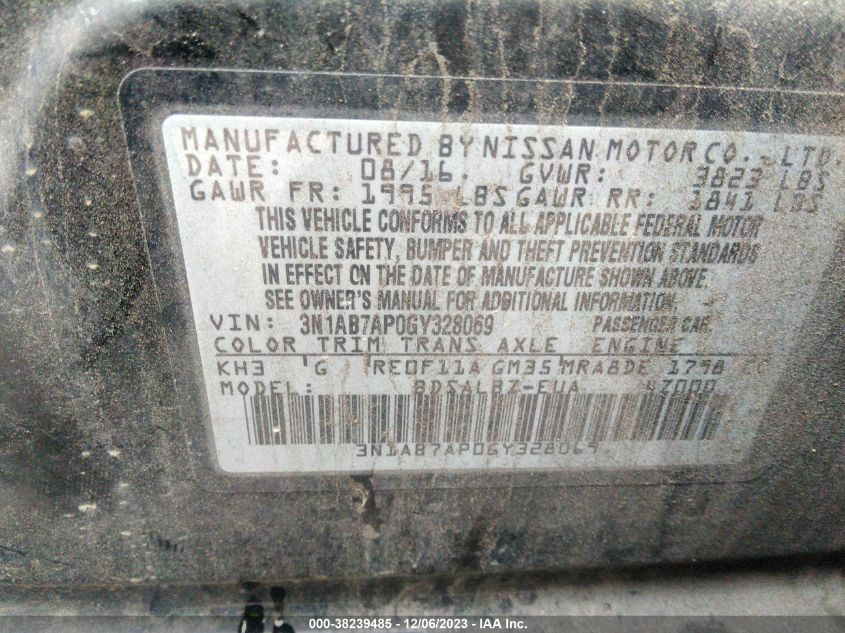 MANUFACTURED BY NISSAN MOTOR CO., LTD.
DATE: 08/16 GVWR: 3823 LBS
GAWR FR: 1995 LBS GAWR RR: 1841 LBS
THIS VEHICLE CONFORMS TO ALL APPLICABLE FEDERAL MOTOR
VEHICLE SAFETY, BUMPER AND THEFT PREVENTION STANDARDS
IN EFFECT ON THE DATE OF MANUFACTURE SHOWN ABOVE.
SEE OWNER'S MANUAL FOR ADDITIONAL INFORMATION.
VIN: 3N1AB7AP0GY328069 PASSENGER CAR
COLOR TRIM TRANS AXLE ENGINE
KH3 G RE0F11A GM35 MRA8DE 1798 CC
MODEL: BDSALBZ-EUA
3N1AB7AP0GY328069
000-38239485 - 12/06/2023 - IAA Inc.